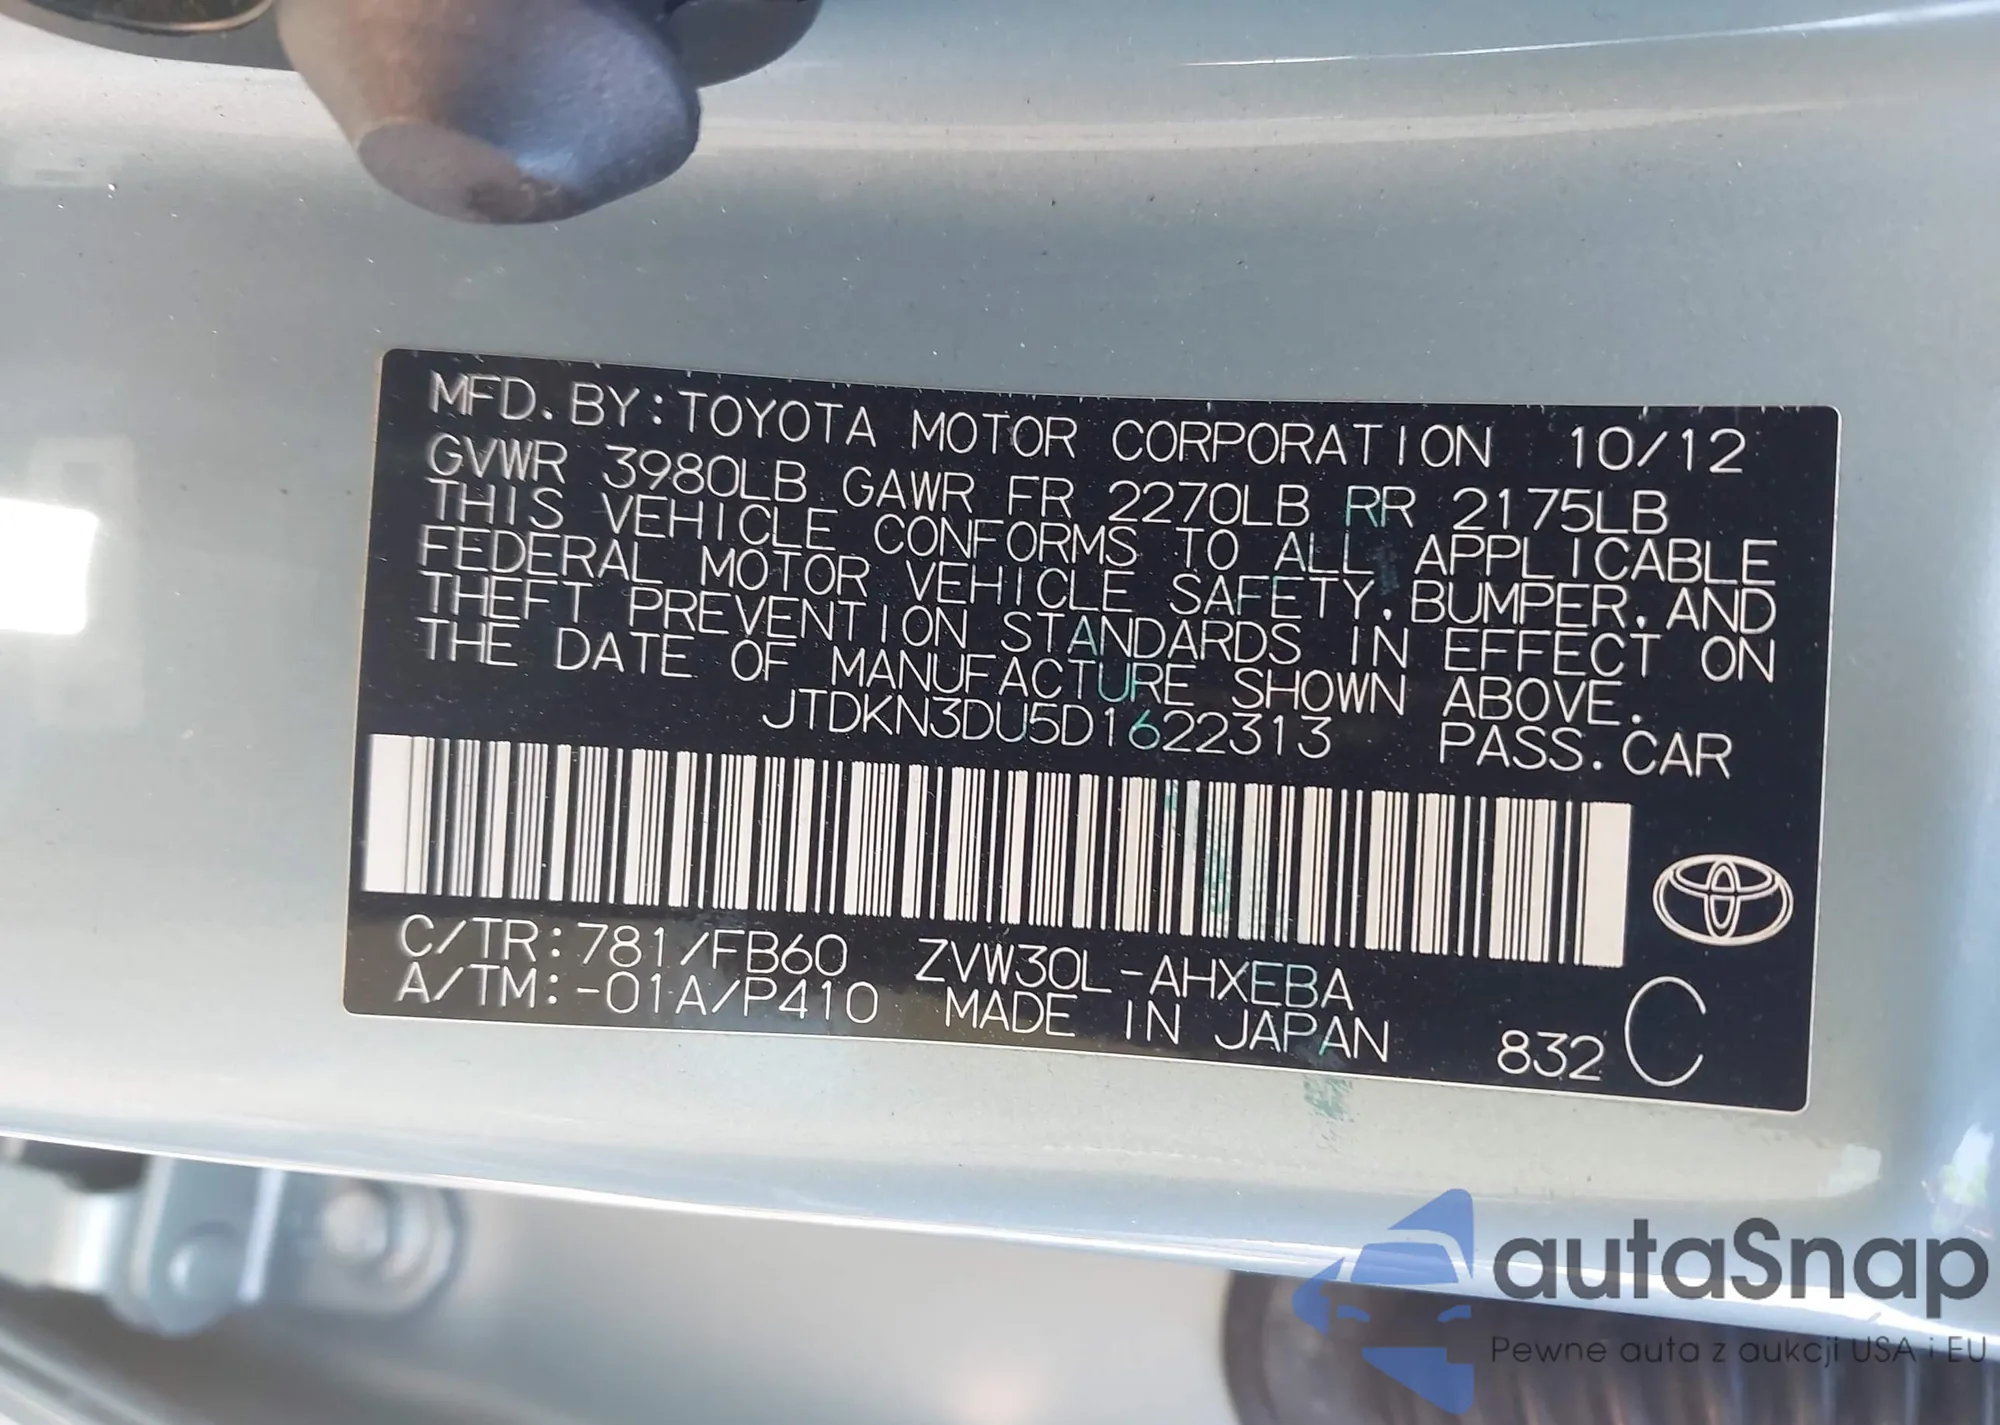 MFD. BY: TOYOTA MOTOR CORPORATION 10/12
GVWR 3980LB GAWR FR 2270LB RR 2175LB
THIS VEHICLE CONFORMS TO ALL APPLICABLE
FEDERAL MOTOR VEHICLE SAFETY, BUMPER, AND
THEFT PREVENTION STANDARDS IN EFFECT ON
THE DATE OF MANUFACTURE SHOWN ABOVE.
JTDKN3DU5D1622313 PASS. CAR
C/TR: 781/FB60 ZVW30L-AHXEBA
A/TM: -01A/P410 MADE IN JAPAN 832 C
autaSnap
Pewne auta z aukcji USA i EU